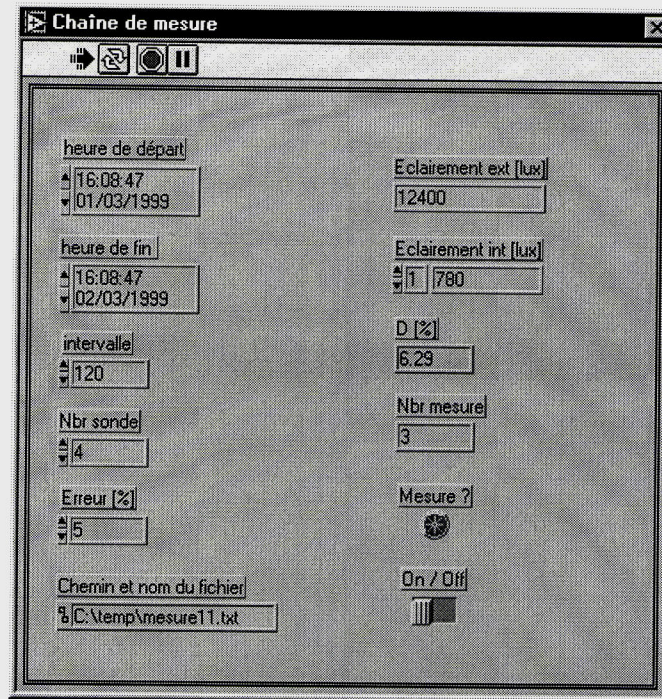 Chaîne de mesure
heure de départ
16:08:47
01/03/1999
heure de fin
16:08:47
02/03/1999
intervalle
120
Nbr sonde
4
Erreur [%]
5
Chemin et nom du fichier
C:\temp\mesure11.txt
Eclairement ext [lux]
12400
Eclairement int [lux]
1 780
D [%]
6.29
Nbr mesure
3
Mesure ?
On / Off